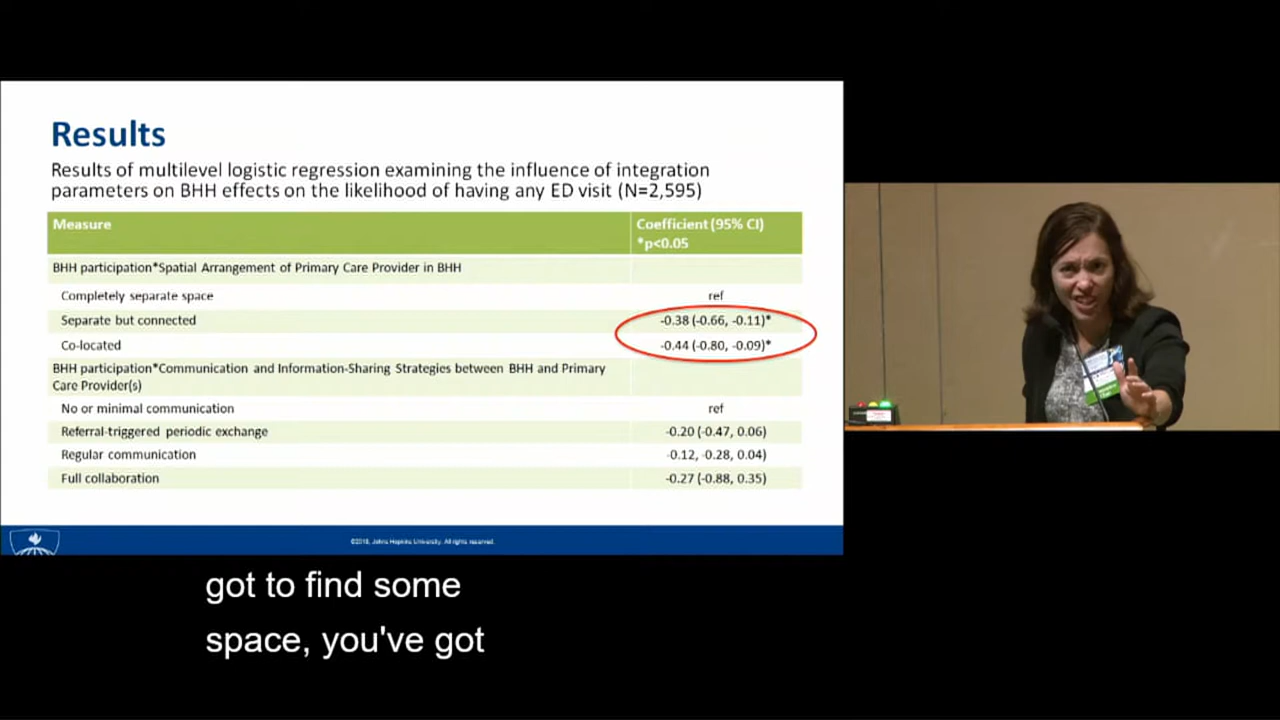 Results
Results of multilevel logistic regression examining the influence of integration
parameters on BHH effects on the likelihood of having any ED visit (N=2,595)
Measure
Coefficient (95% CI)
*p<0.05
BHH participation*Spatial Arrangement of Primary Care Provider in BHH
Completely separate space
ref
Separate but connected
-0.38 (-0.66, -0.11)*
Co-located
-0.44 (-0.80, -0.09)*
BHH participation*Communication and Information-Sharing Strategies between BHH and Primary
Care Provider(s)
No or minimal communication
ref
Referral-triggered periodic exchange
-0.20 (-0.47, 0.06)
Regular communication
-0.12, -0.28, 0.04)
Full collaboration
-0.27 (-0.88, 0.35)
©2018, Johns Hopkins University. All rights reserved.
got to find some
space, you've got